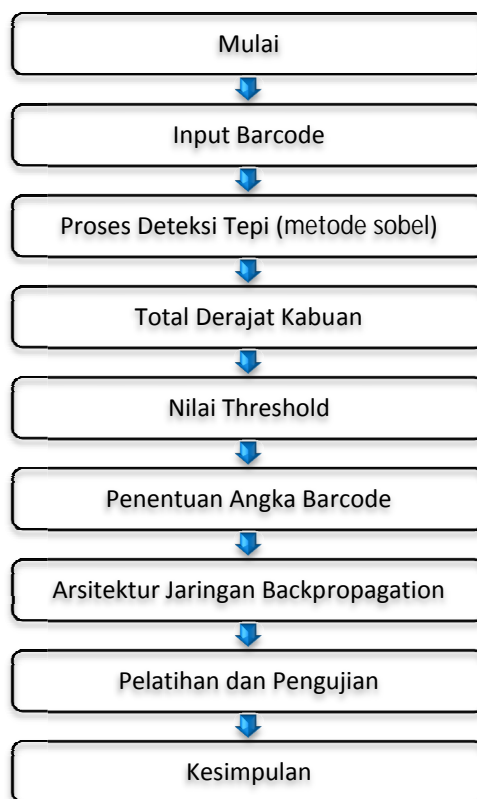 Mulai
Input Barcode
Proses Deteksi Tepi (metode sobel)
Total Derajat Kabuan
Nilai Threshold
Penentuan Angka Barcode
Arsitektur Jaringan Backpropagation
Pelatihan dan Pengujian
Kesimpulan